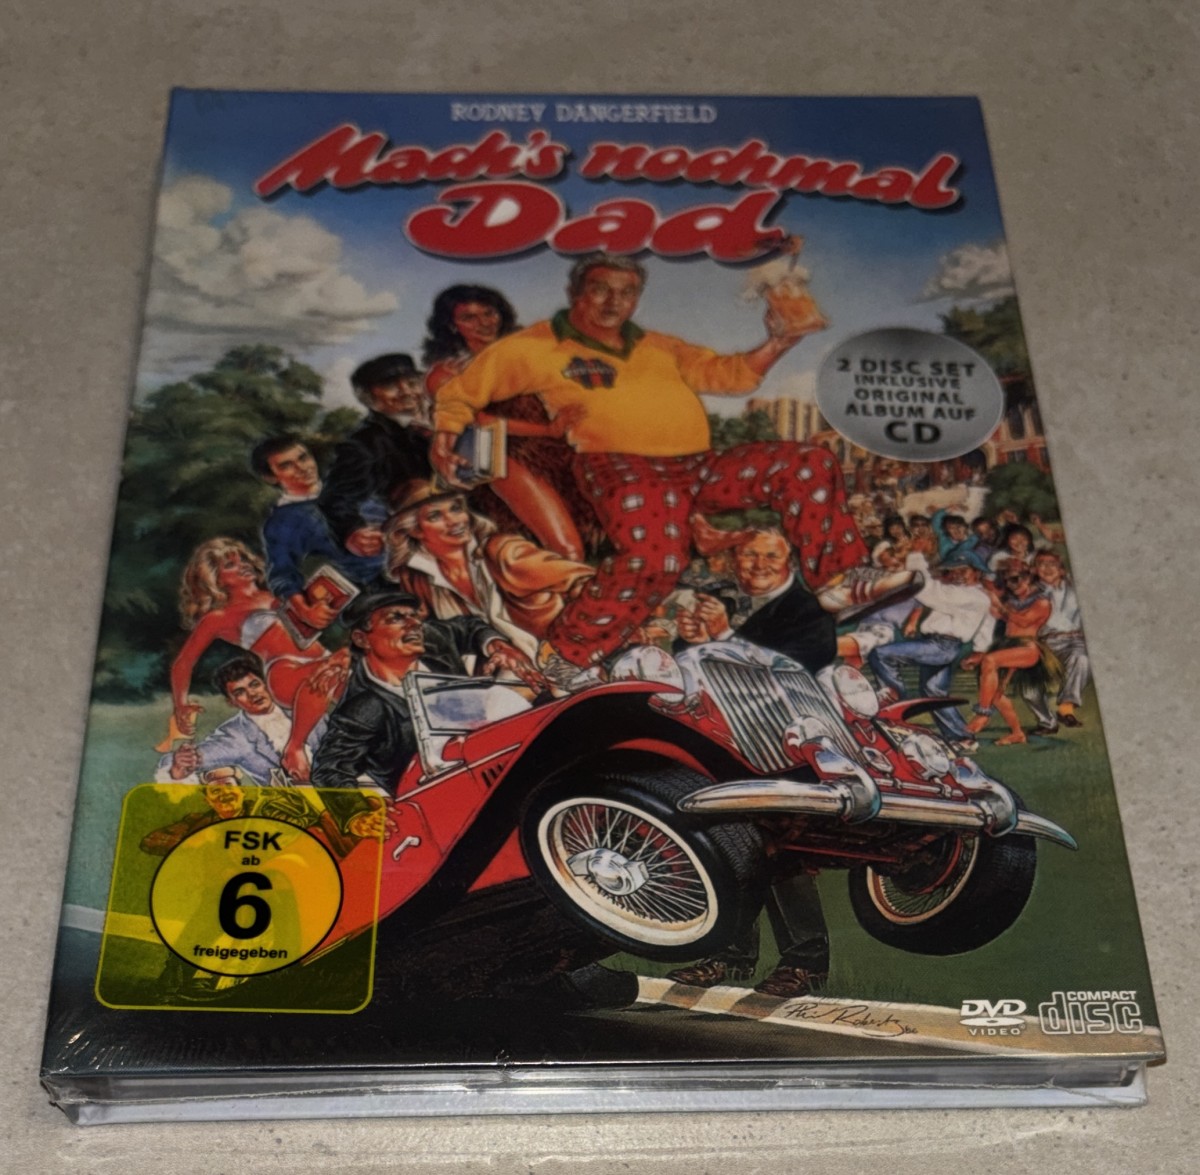 RODNEY DANGERFIELD
Mach's nochmal
Dad
2 DISC SET
INKLUSIVE
ORIGINAL
ALBUM AUF
CD
FSK
ab
6
freigegeben
DVD
VIDEO
COMPACT
disc